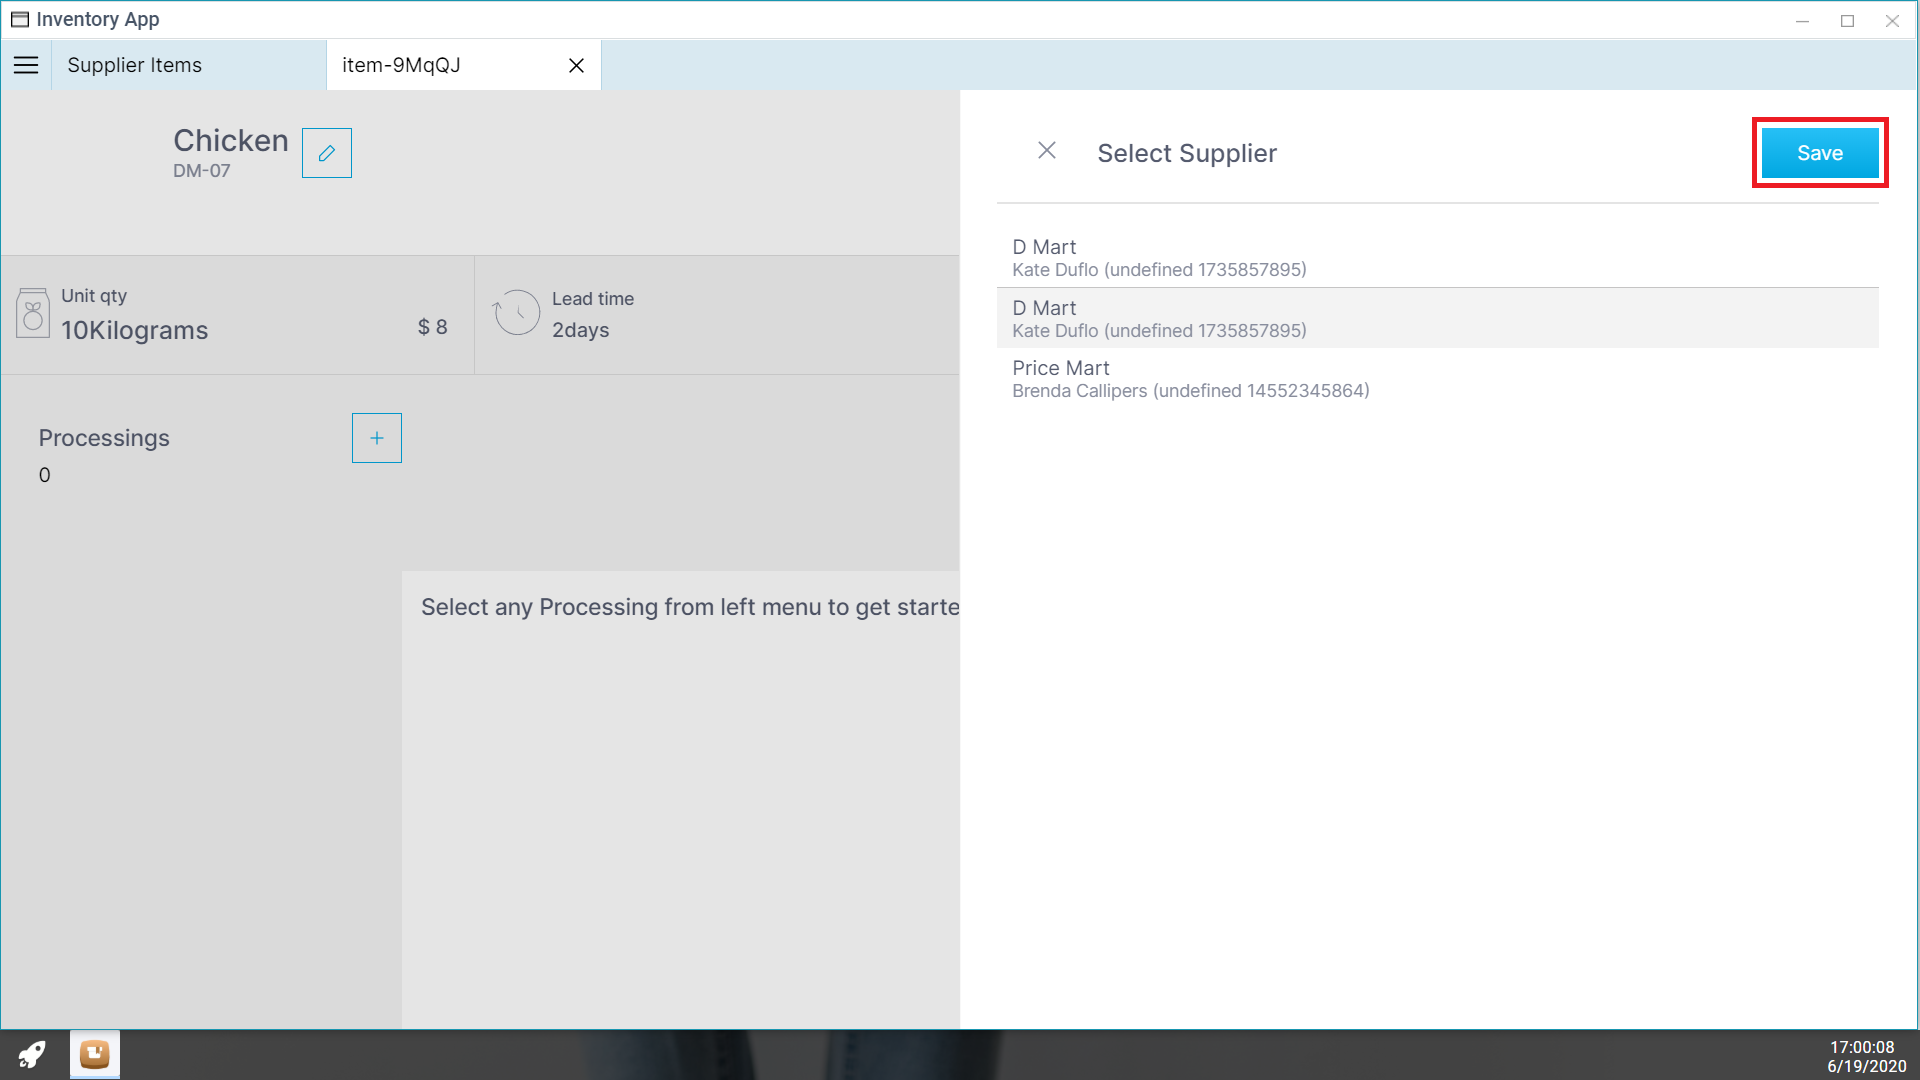 Inventory App
Supplier Items
item-9MqQJ
Chicken
DM-07
Select Supplier
Save
D Mart
Kate Duflo (undefined 1735857895)
D Mart
Kate Duflo (undefined 1735857895)
Price Mart
Brenda Callipers (undefined 14552345864)
Unit qty
10Kilograms
$ 8
Lead time
2days
Processings
0
Select any Processing from left menu to get starte
17:00:08
6/19/2020